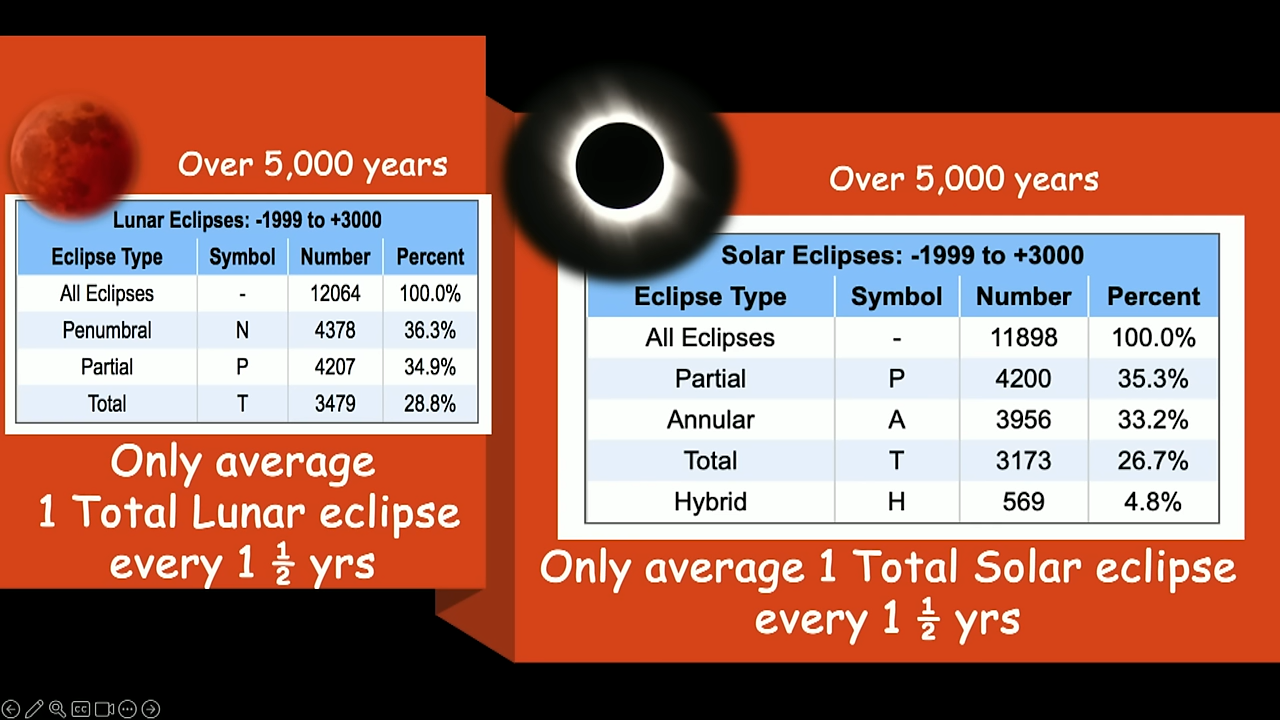 Over 5,000 years
Lunar Eclipses: -1999 to +3000
Eclipse Type Symbol Number Percent
All Eclipses - 12064 100.0%
Penumbral N 4378 36.3%
Partial P 4207 34.9%
Total T 3479 28.8%
Only average
1 Total Lunar eclipse
every 1 ½ yrs
Over 5,000 years
Solar Eclipses: -1999 to +3000
Eclipse Type Symbol Number Percent
All Eclipses - 11898 100.0%
Partial P 4200 35.3%
Annular A 3956 33.2%
Total T 3173 26.7%
Hybrid H 569 4.8%
Only average 1 Total Solar eclipse
every 1 ½ yrs
CC